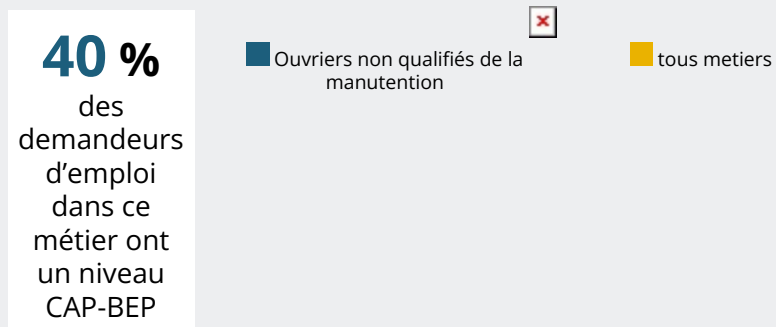 40 %
des
demandeurs
d’emploi
dans ce
métier ont
un niveau
CAP-BEP
Ouvriers non qualifiés de la
manutention
tous metiers